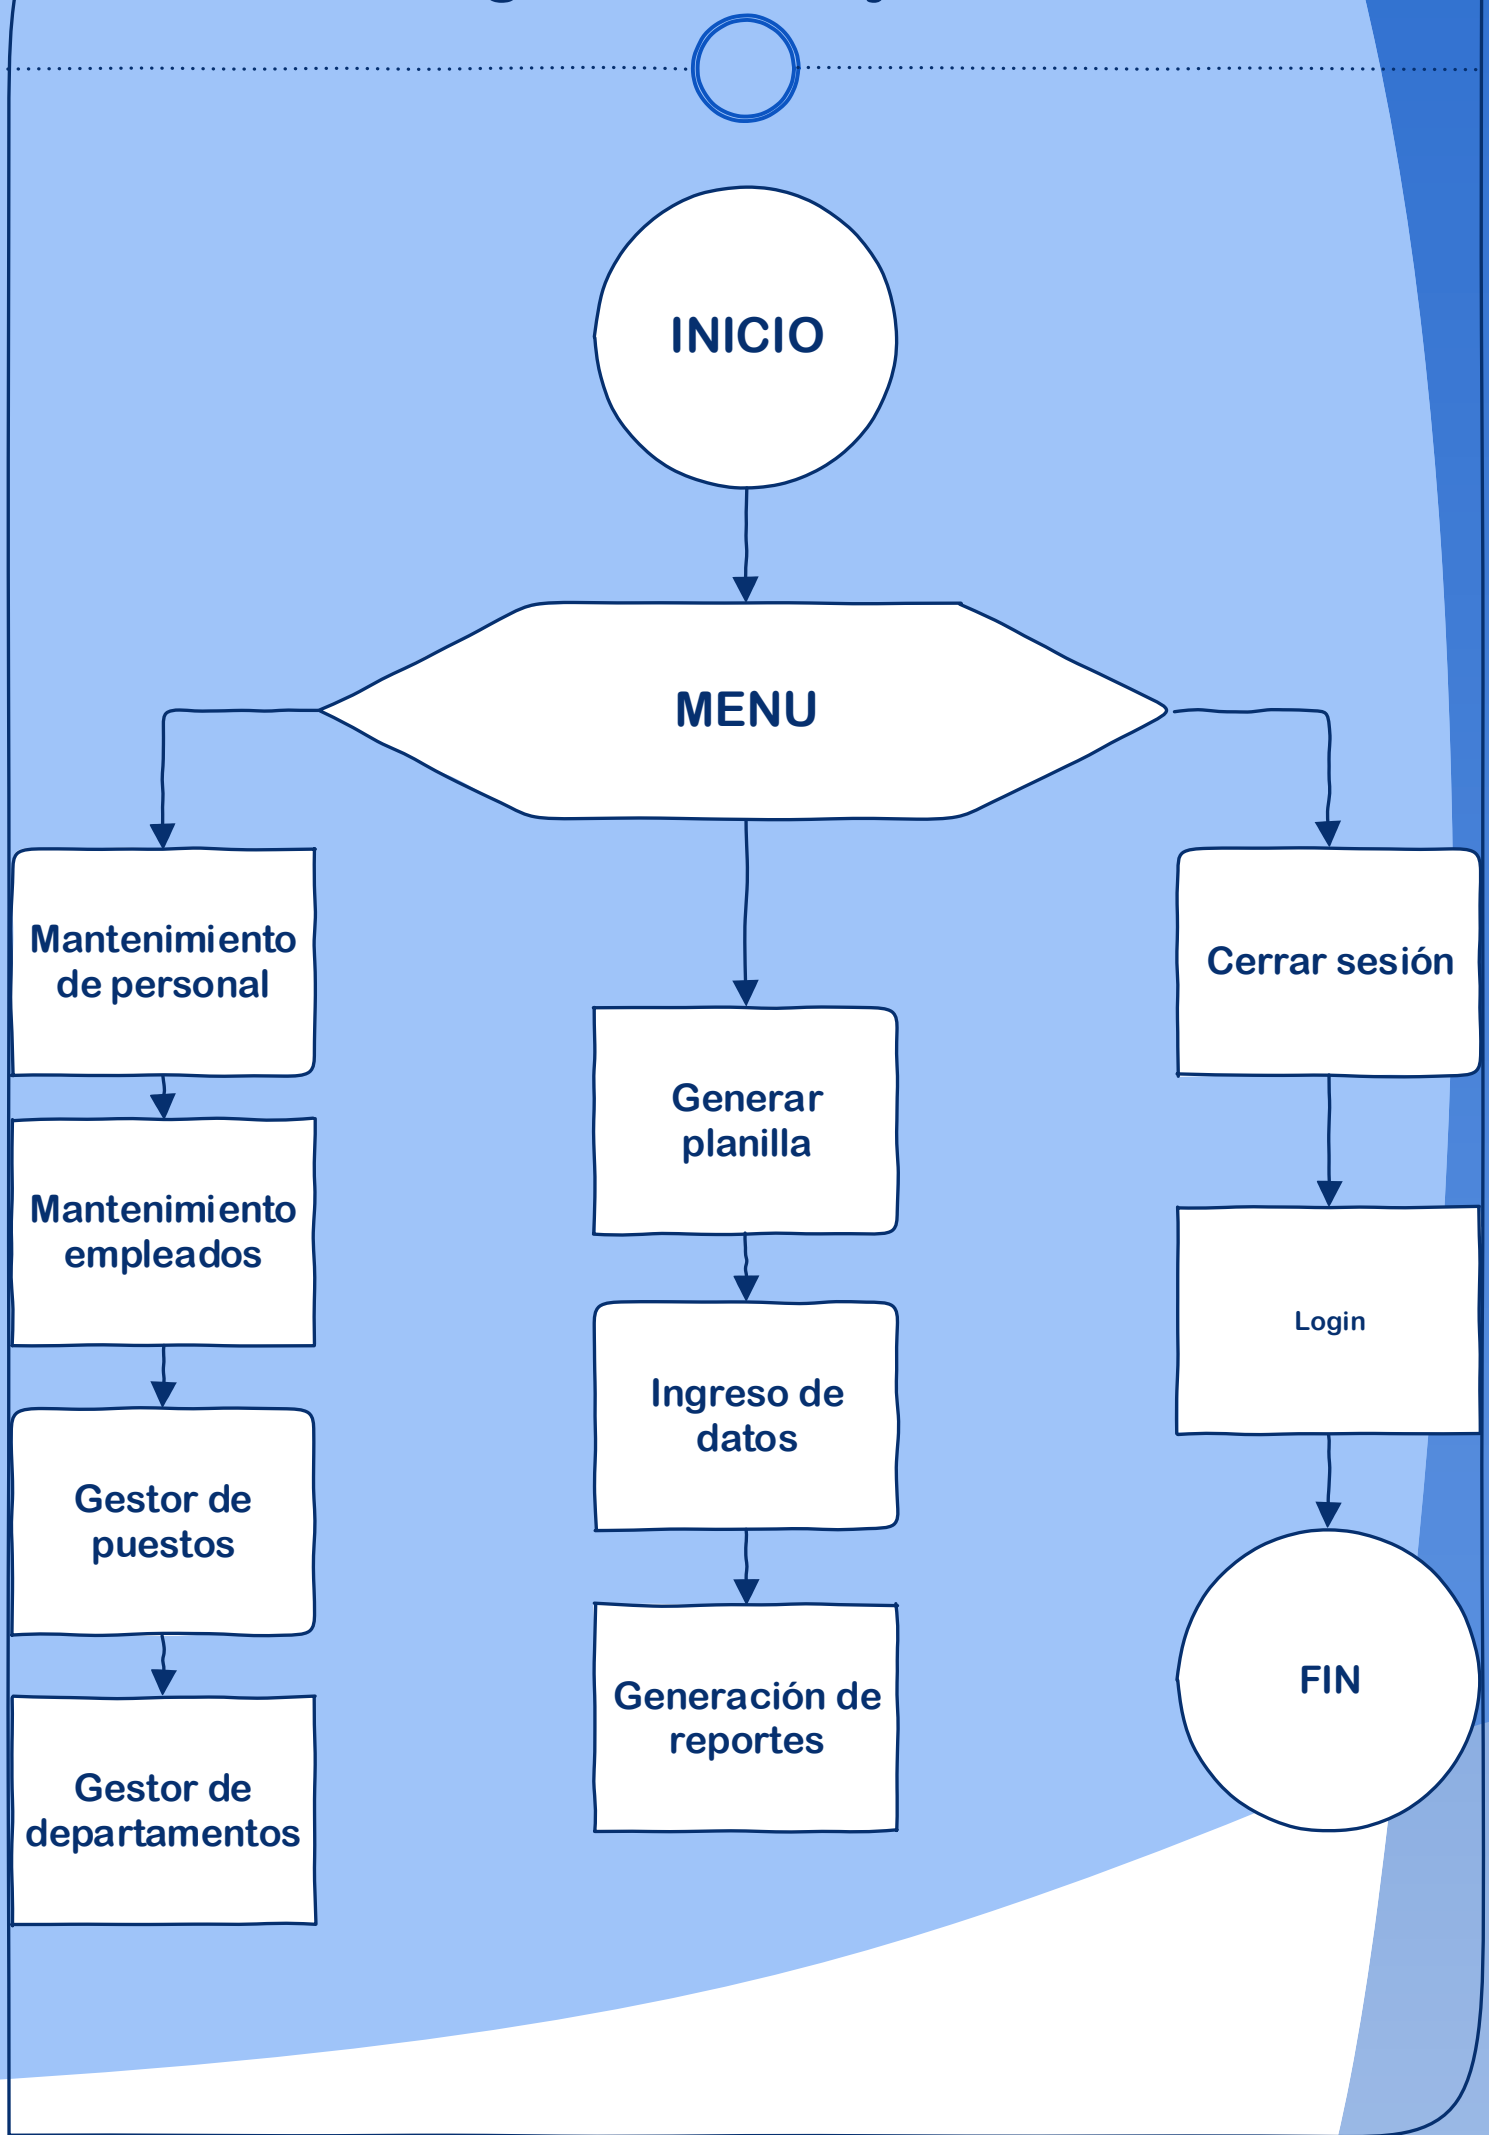 INICIO
MENU
Mantenimiento
de personal
Mantenimiento
empleados
Gestor de
puestos
Gestor de
departamentos
Generar
planilla
Ingreso de
datos
Generación de
reportes
Cerrar sesión
Login
FIN